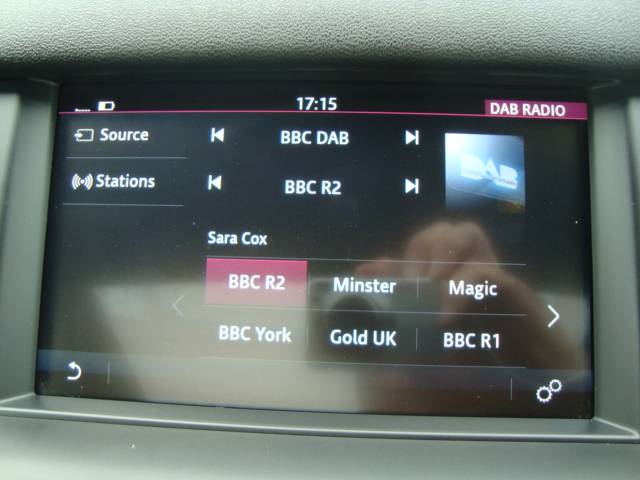 17:15
DAB RADIO
Source
BBC DAB
Stations
BBC R2
DAB
Sara Cox
BBC R2 Minster Magic
BBC York Gold UK BBC R1